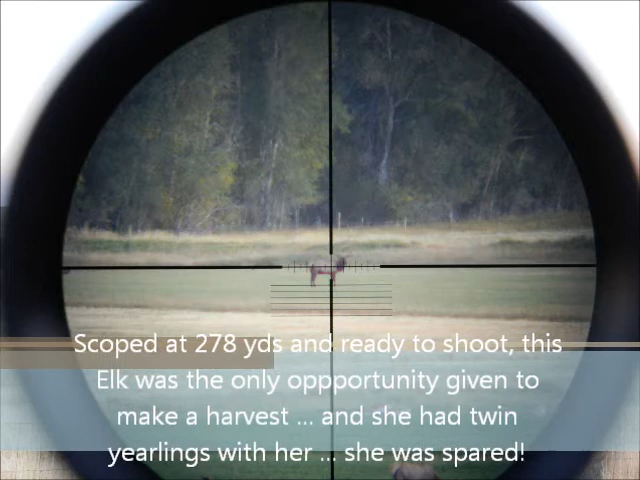 Scoped at 278 yds and ready to shoot, this
Elk was the only oppportunity given to
make a harvest ... and she had twin
yearlings with her ... she was spared!